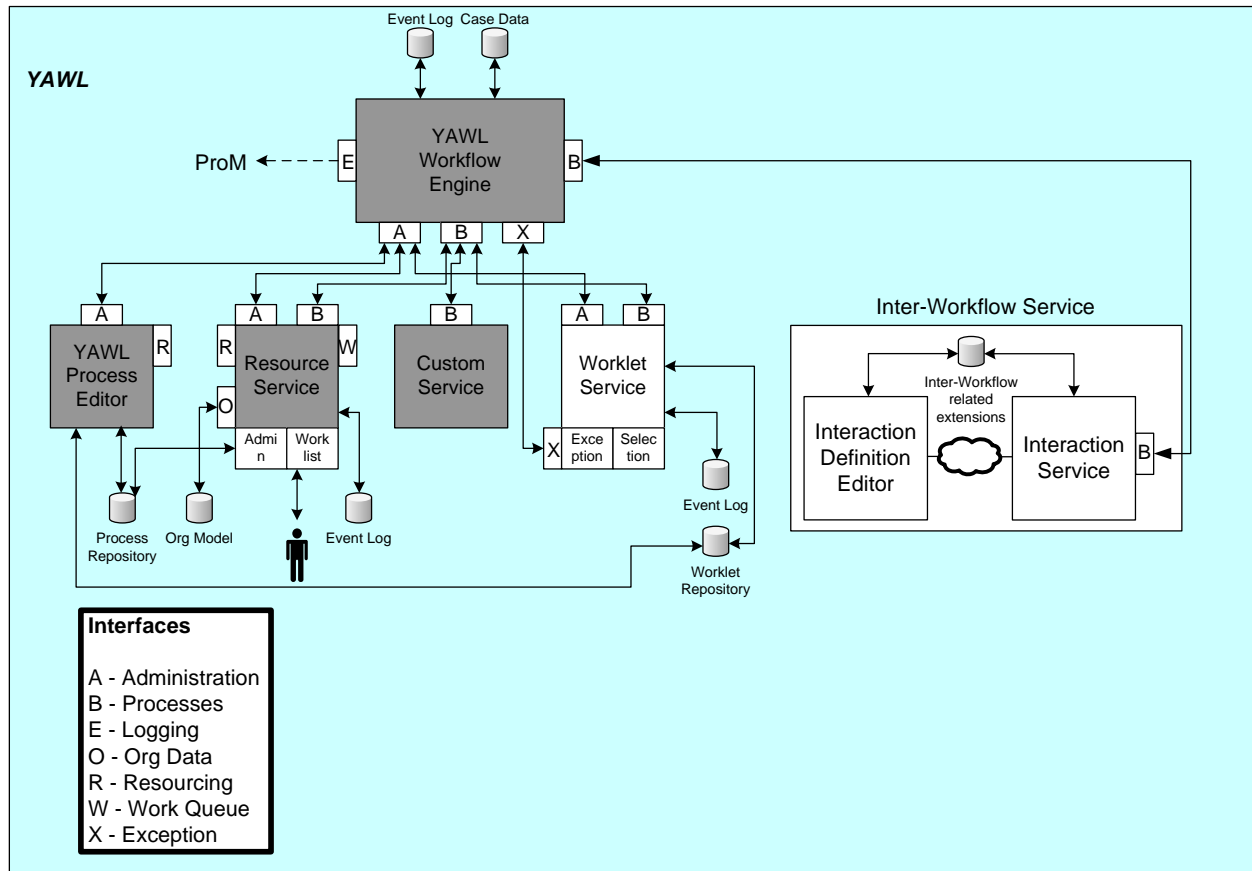 Event Log
Case Data
YAWL
YAWL
Workflow
Engine
E
B
ProM
A
B
X
A
A
B
B
A
B
Inter-Workflow Service
YAWL
Process
Editor
R
R
Resource
Service
W
O
Admi
n
Work
list
Custom
Service
Worklet
Service
X
Exce
ption
Selec
tion
Inter-Workflow
related
extensions
Interaction
Definition
Editor
Interaction
Service
B
Process
Repository
Org Model
Event Log
Event Log
Worklet
Repository
Interfaces
A - Administration
B - Processes
E - Logging
O - Org Data
R - Resourcing
W - Work Queue
X - Exception